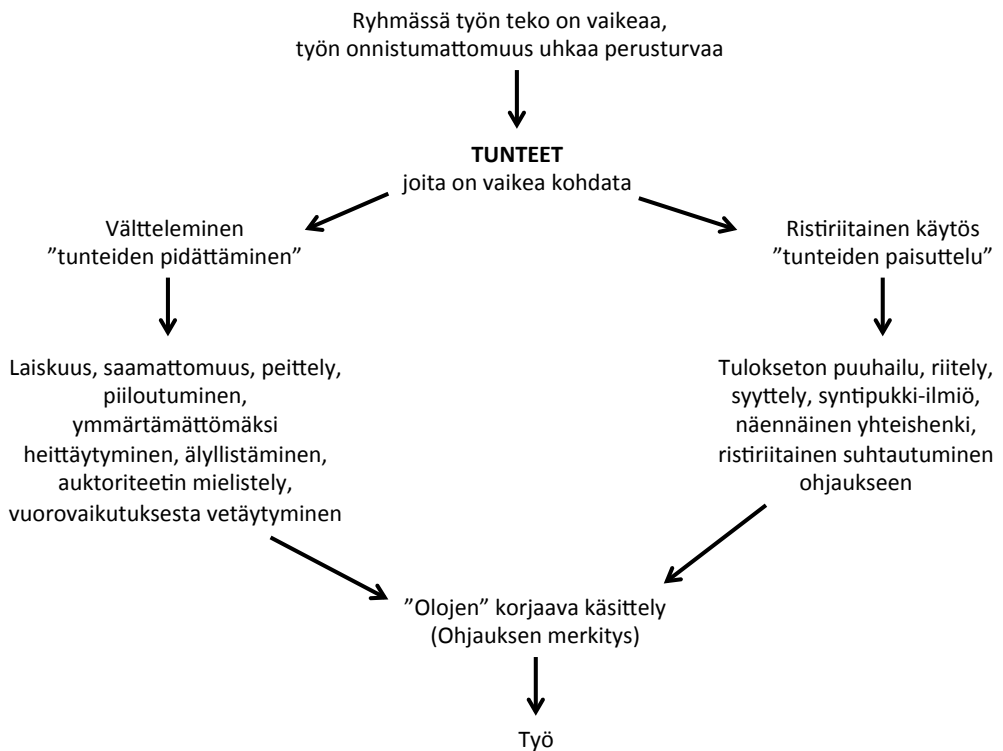 Ryhmässä työn teko on vaikeaa,
työn onnistumattomuus uhkaa perusturvaa
TUNTEET
joita on vaikea kohdata
Vältteleminen
”tunteiden pidättäminen”
Ristiriitainen käytös
”tunteiden paisuttelu”
Laiskuus, saamattomuus, peittely,
piiloutuminen,
ymmärtämättömäksi
heittäytyminen, älyllistäminen,
auktoriteetin mielistely,
vuorovaikutuksesta vetäytyminen
Tulokseton puuhailu, riitely,
syyttely, syntipukki-ilmiö,
näennäinen yhteishenki,
ristiriitainen suhtautuminen
ohjaukseen
”Olojen” korjaava käsittely
(Ohjauksen merkitys)
Työ